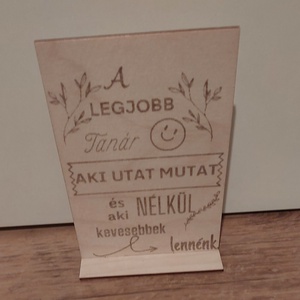 A
LEGJOBB
Tanár
AKI UTAT MUTAT
és aki NÉLKÜL
kevesebbek
lennénk